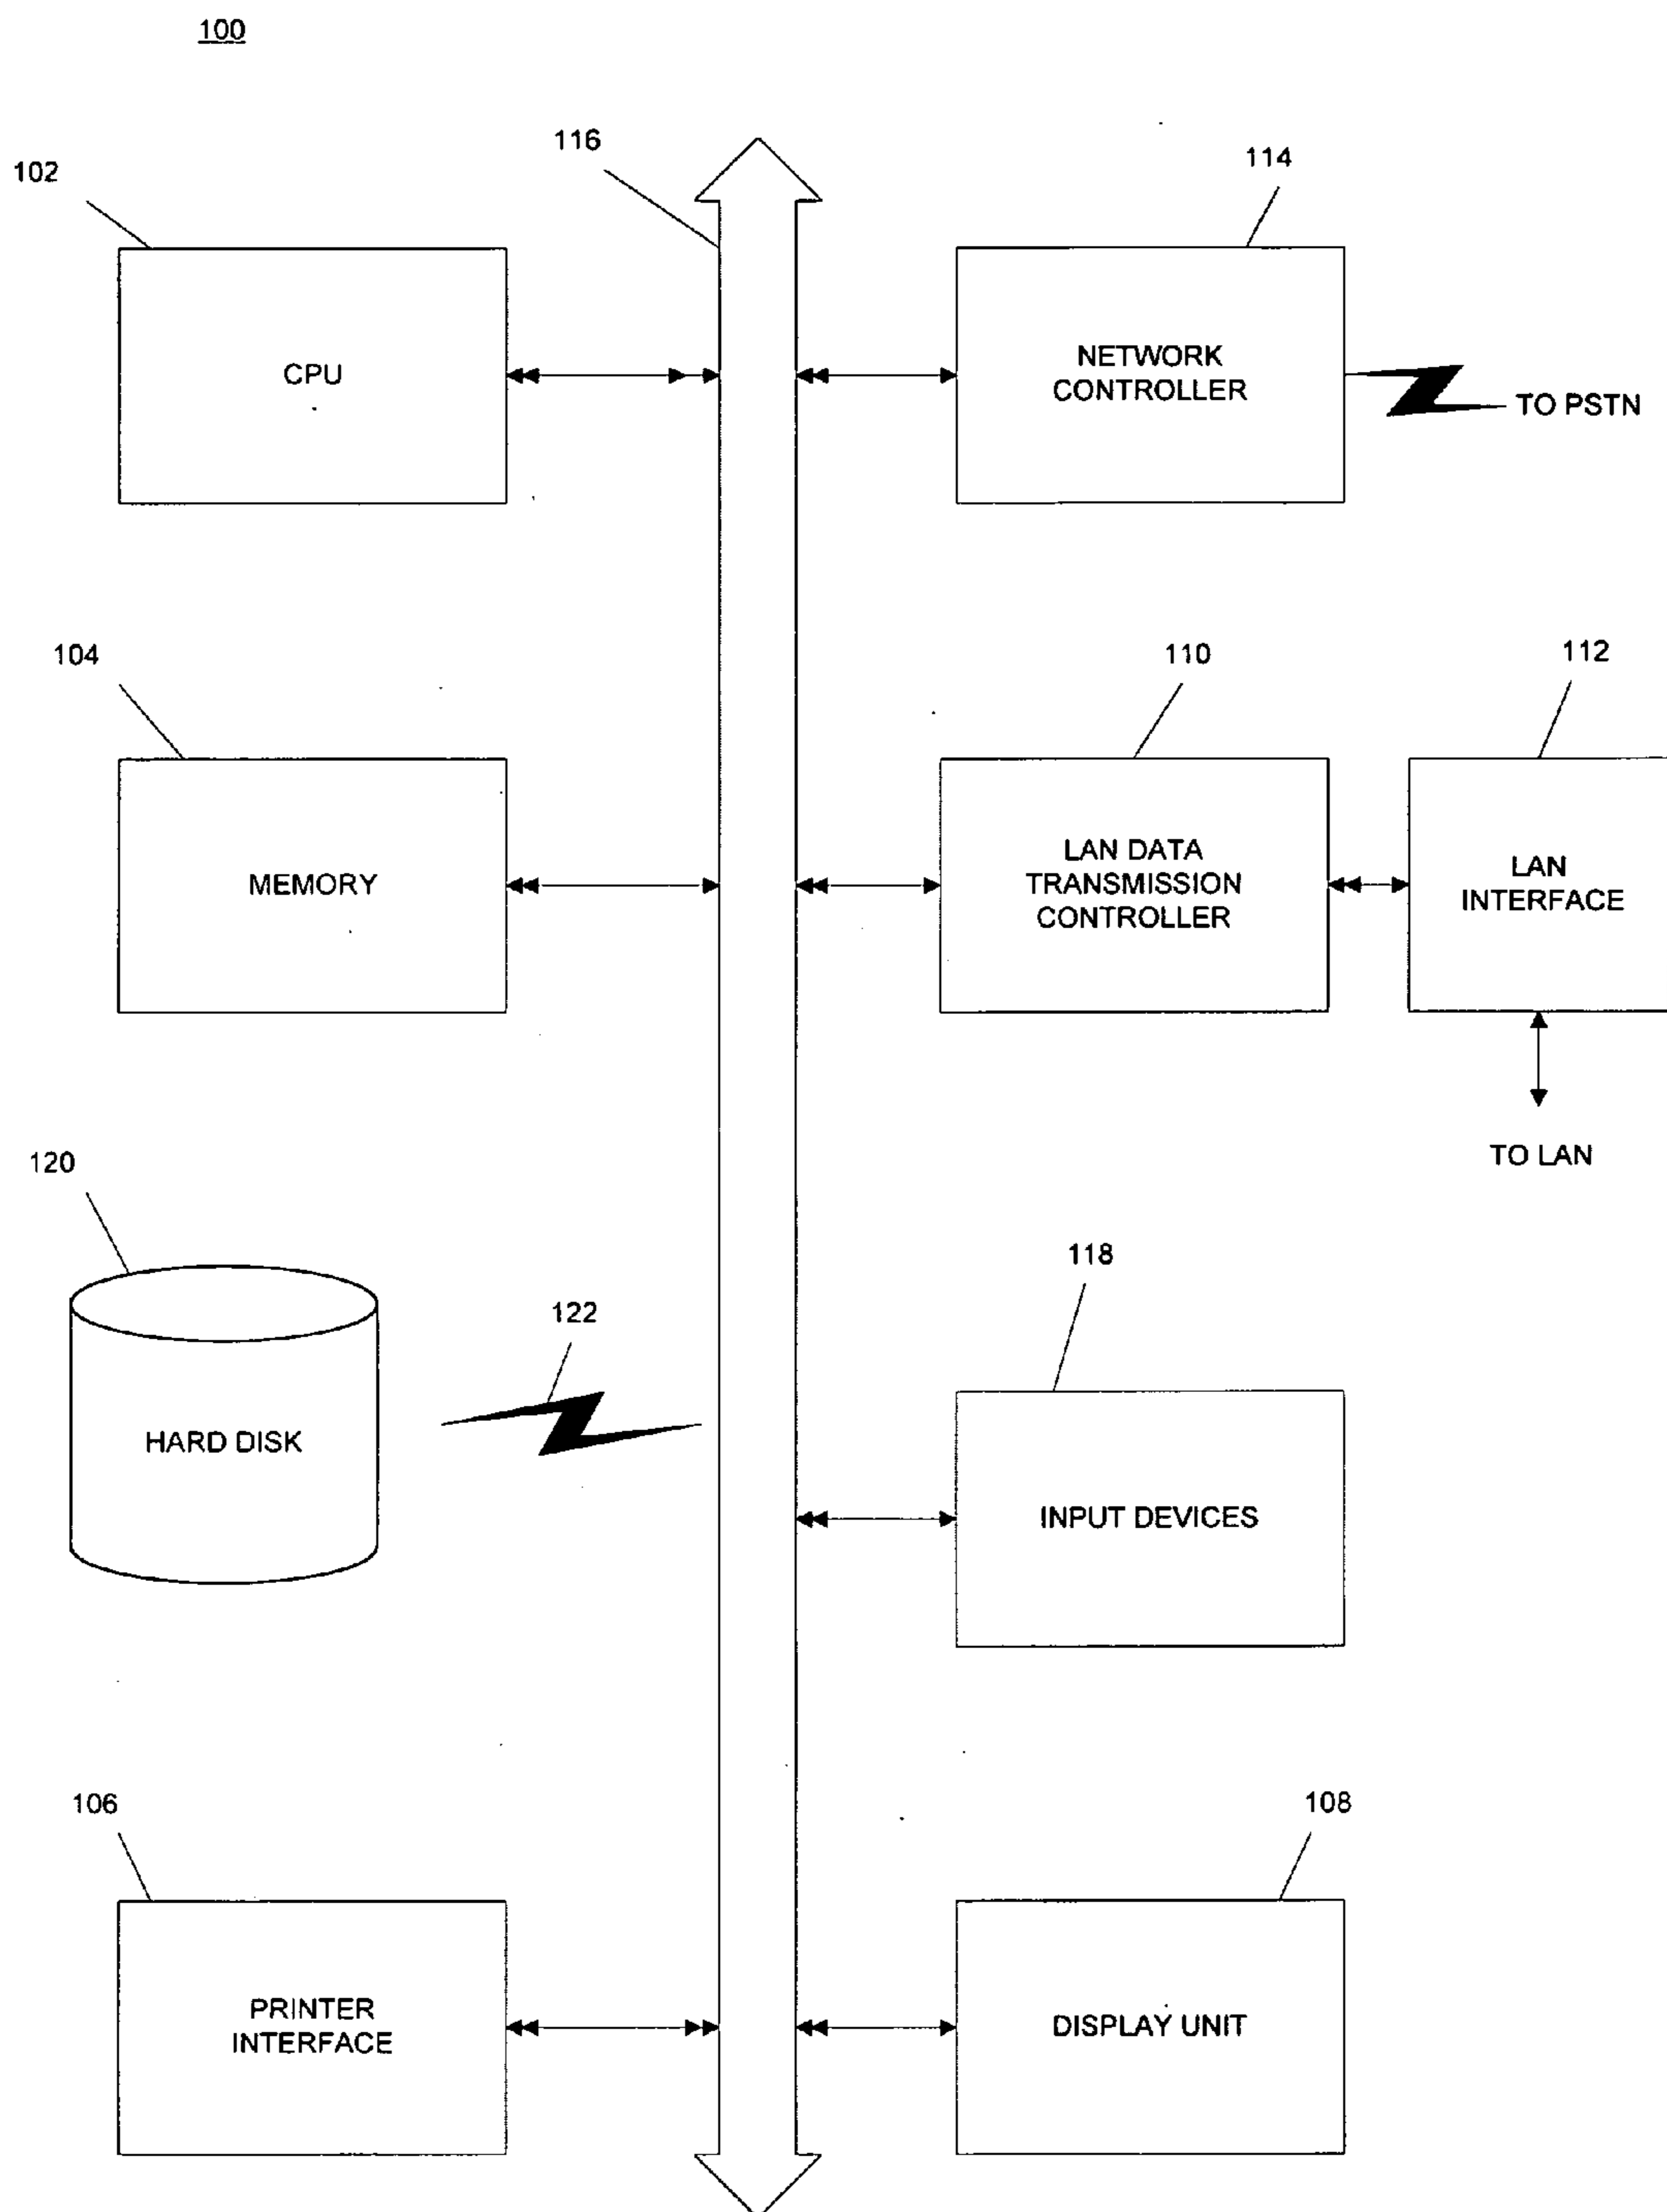 100
102
116
114
CPU
NETWORK
CONTROLLER
TO PSTN
104
110
112
MEMORY
LAN DATA
TRANSMISSION
CONTROLLER
LAN
INTERFACE
TO LAN
120
122
118
HARD DISK
INPUT DEVICES
106
108
PRINTER
INTERFACE
DISPLAY UNIT